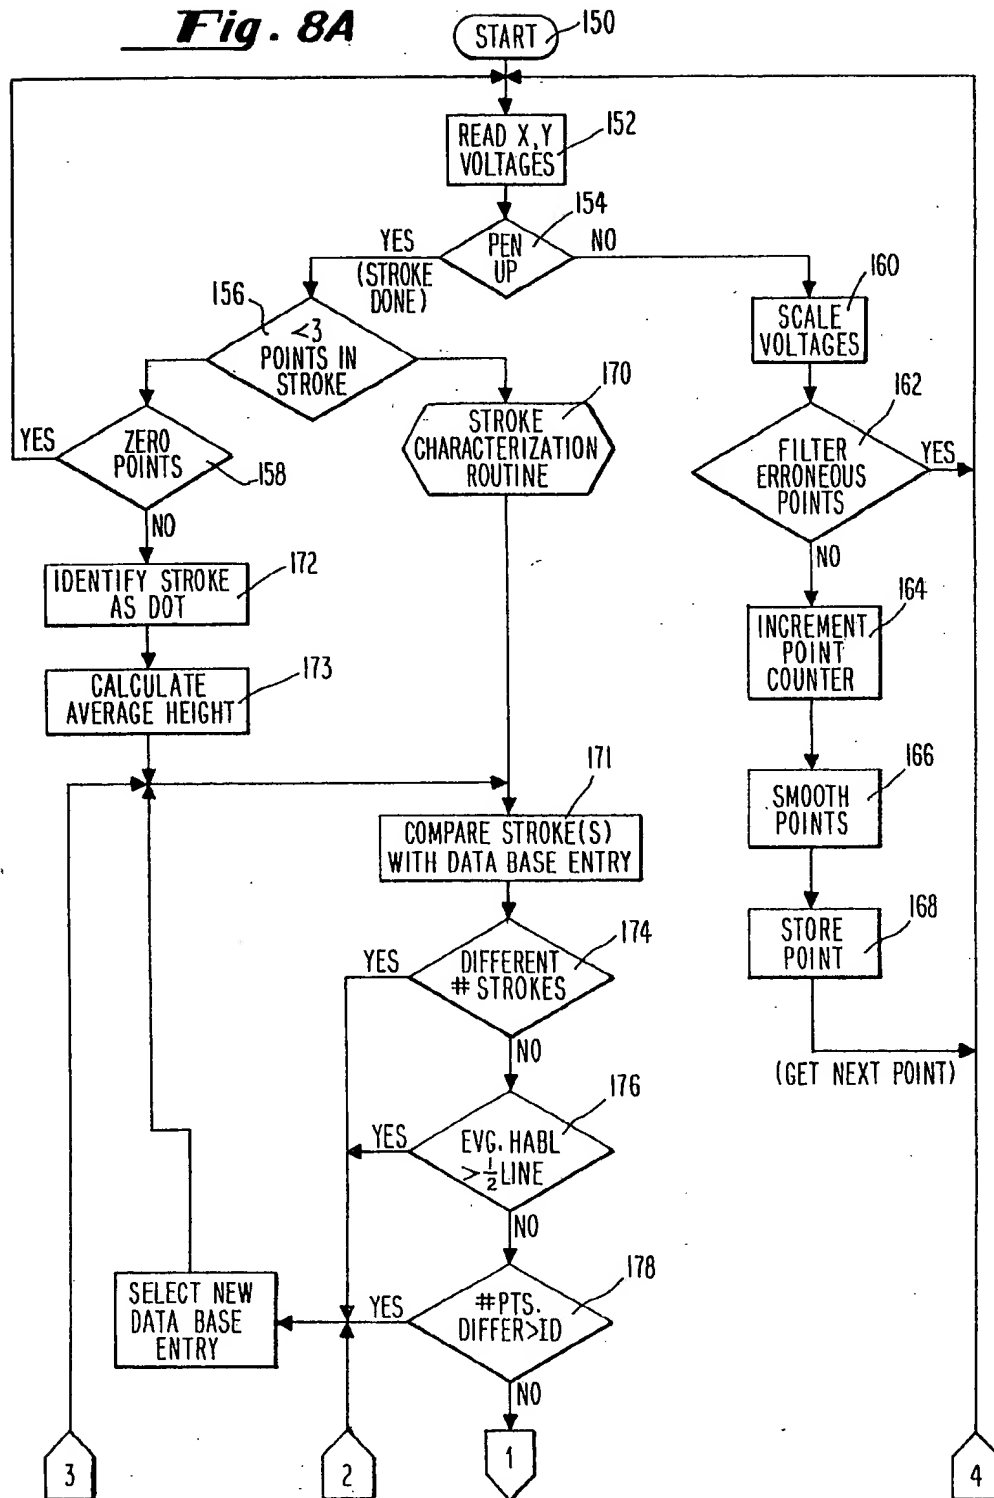 Fig. 8A
START
150
READ X,Y
VOLTAGES
152
154
PEN
UP
YES
(STROKE
DONE)
NO
156
<3
POINTS IN
STROKE
160
SCALE
VOLTAGES
170
STROKE
CHARACTERIZATION
ROUTINE
162
FILTER
ERRONEOUS
POINTS
YES
NO
YES
ZERO
POINTS
158
NO
172
IDENTIFY STROKE
AS DOT
164
INCREMENT
POINT
COUNTER
173
CALCULATE
AVERAGE HEIGHT
166
SMOOTH
POINTS
171
COMPARE STROKE(S)
WITH DATA BASE ENTRY
168
STORE
POINT
(GET NEXT POINT)
174
DIFFERENT
# STROKES
YES
NO
176
EVG. HABL
>1/2 LINE
YES
NO
178
#PTS.
DIFFER>ID
YES
NO
SELECT NEW
DATA BASE
ENTRY
3
2
1
4